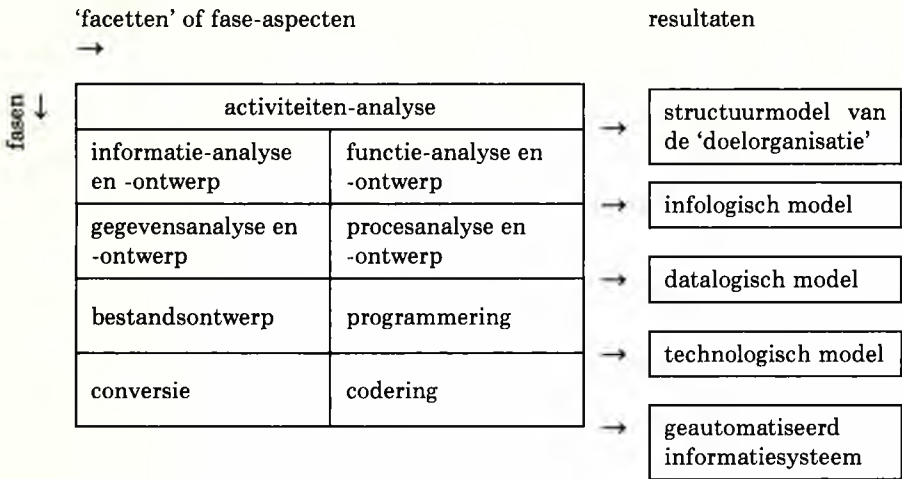 'facetten' of fase-aspecten
→
resultaten
fasen
↓
activiteiten-analyse
→
structuurmodel van
de 'doelorganisatie'
informatie-analyse
en -ontwerp
functie-analyse en
-ontwerp
→
infologisch model
gegevensanalyse en
-ontwerp
procesanalyse en
-ontwerp
→
datalogisch model
bestandsontwerp
programmering
→
technologisch model
conversie
codering
→
geautomatiseerd
informatiesysteem